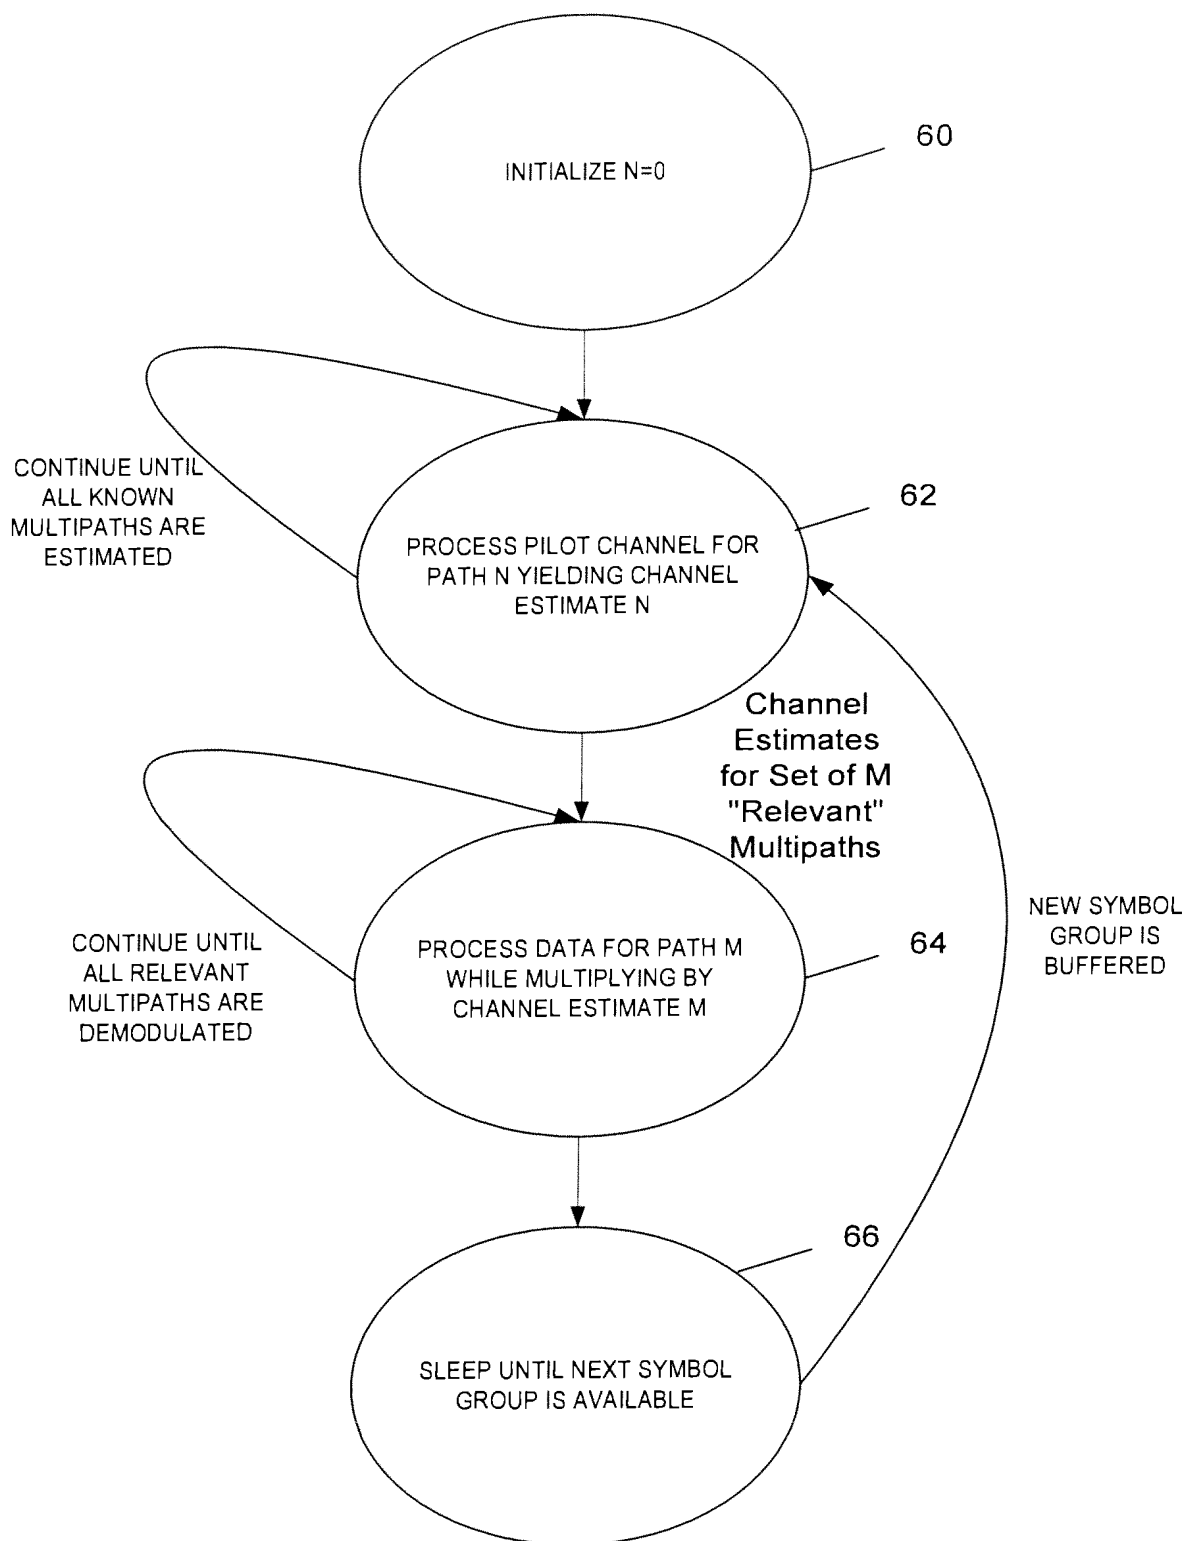 60
INITIALIZE N=0
CONTINUE UNTIL
ALL KNOWN
MULTIPATHS ARE
ESTIMATED
62
PROCESS PILOT CHANNEL FOR
PATH N YIELDING CHANNEL
ESTIMATE N
Channel
Estimates
for Set of M
"Relevant"
Multipaths
CONTINUE UNTIL
ALL RELEVANT
MULTIPATHS ARE
DEMODULATED
64
PROCESS DATA FOR PATH M
WHILE MULTIPLYING BY
CHANNEL ESTIMATE M
NEW SYMBOL
GROUP IS
BUFFERED
66
SLEEP UNTIL NEXT SYMBOL
GROUP IS AVAILABLE